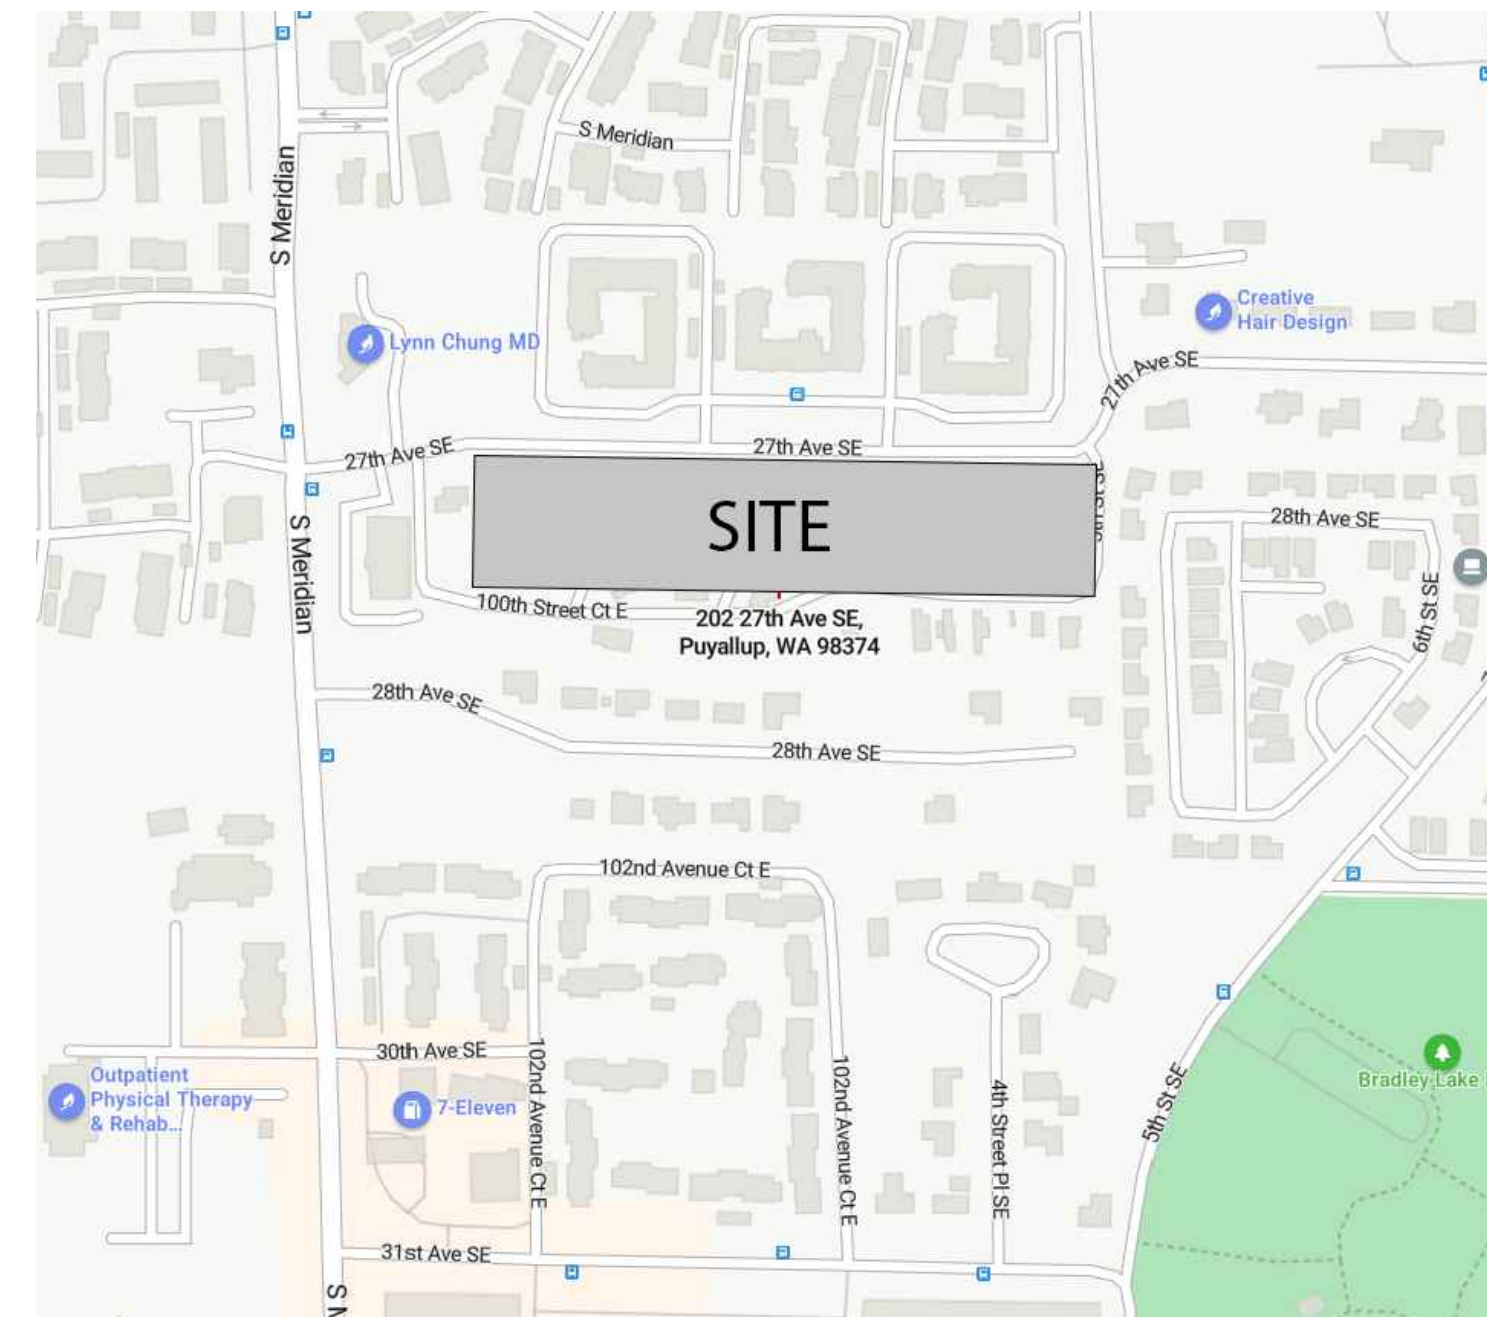 S Meridian
S Meridian
Creative
Hair Design
Lynn Chung MD
27th Ave SE
27th Ave SE
27th Ave SE
SITE
28th Ave SE
S Meridian
100th Street Ct E
202 27th Ave SE,
Puyallup, WA 98374
6th St SE
28th Ave SE
28th Ave SE
102nd Avenue Ct E
30th Ave SE
Outpatient
Physical Therapy
& Rehab...
7-Eleven
102nd Avenue Ct E
102nd Avenue Ct E
4th Street Pl SE
5th St SE
Bradley Lake
31st Ave SE
S M